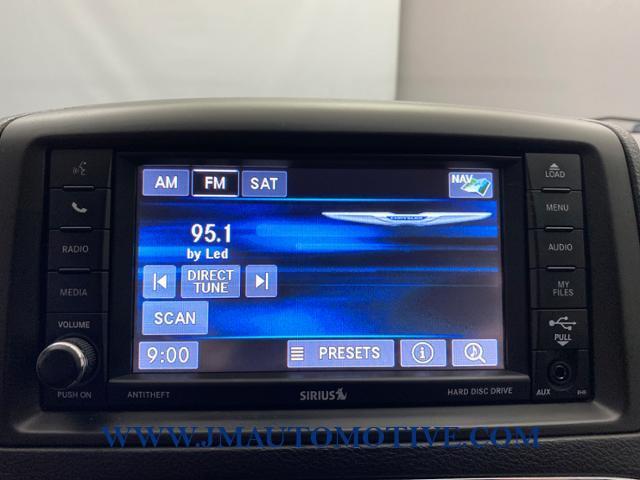 LOAD
AM FM SAT NAV
MENU
CHRYSLER
95.1
by Led
RADIO
AUDIO
DIRECT
TUNE
MEDIA
MY
FILES
SCAN
VOLUME
PULL
9:00 PRESETS
PUSH ON
ANTITHEFT
SIRIUS
HARD DISC DRIVE
AUX
WWW.JMAUTOMOTIVE.COM